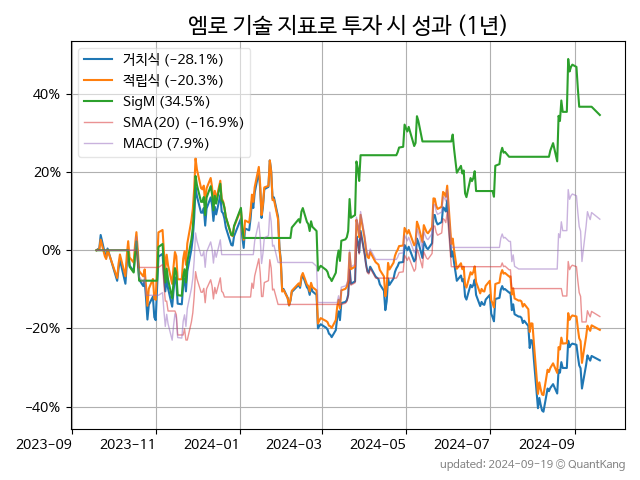 엠로 기술 지표로 투자 시 성과 (1년)
거치식 (−28.1%)
적립식 (−20.3%)
SigM (34.5%)
SMA(20) (−16.9%)
MACD (7.9%)
40%
20%
0%
−20%
−40%
2023-09 2023-11 2024-01 2024-03 2024-05 2024-07 2024-09
updated: 2024-09-19 © QuantKang